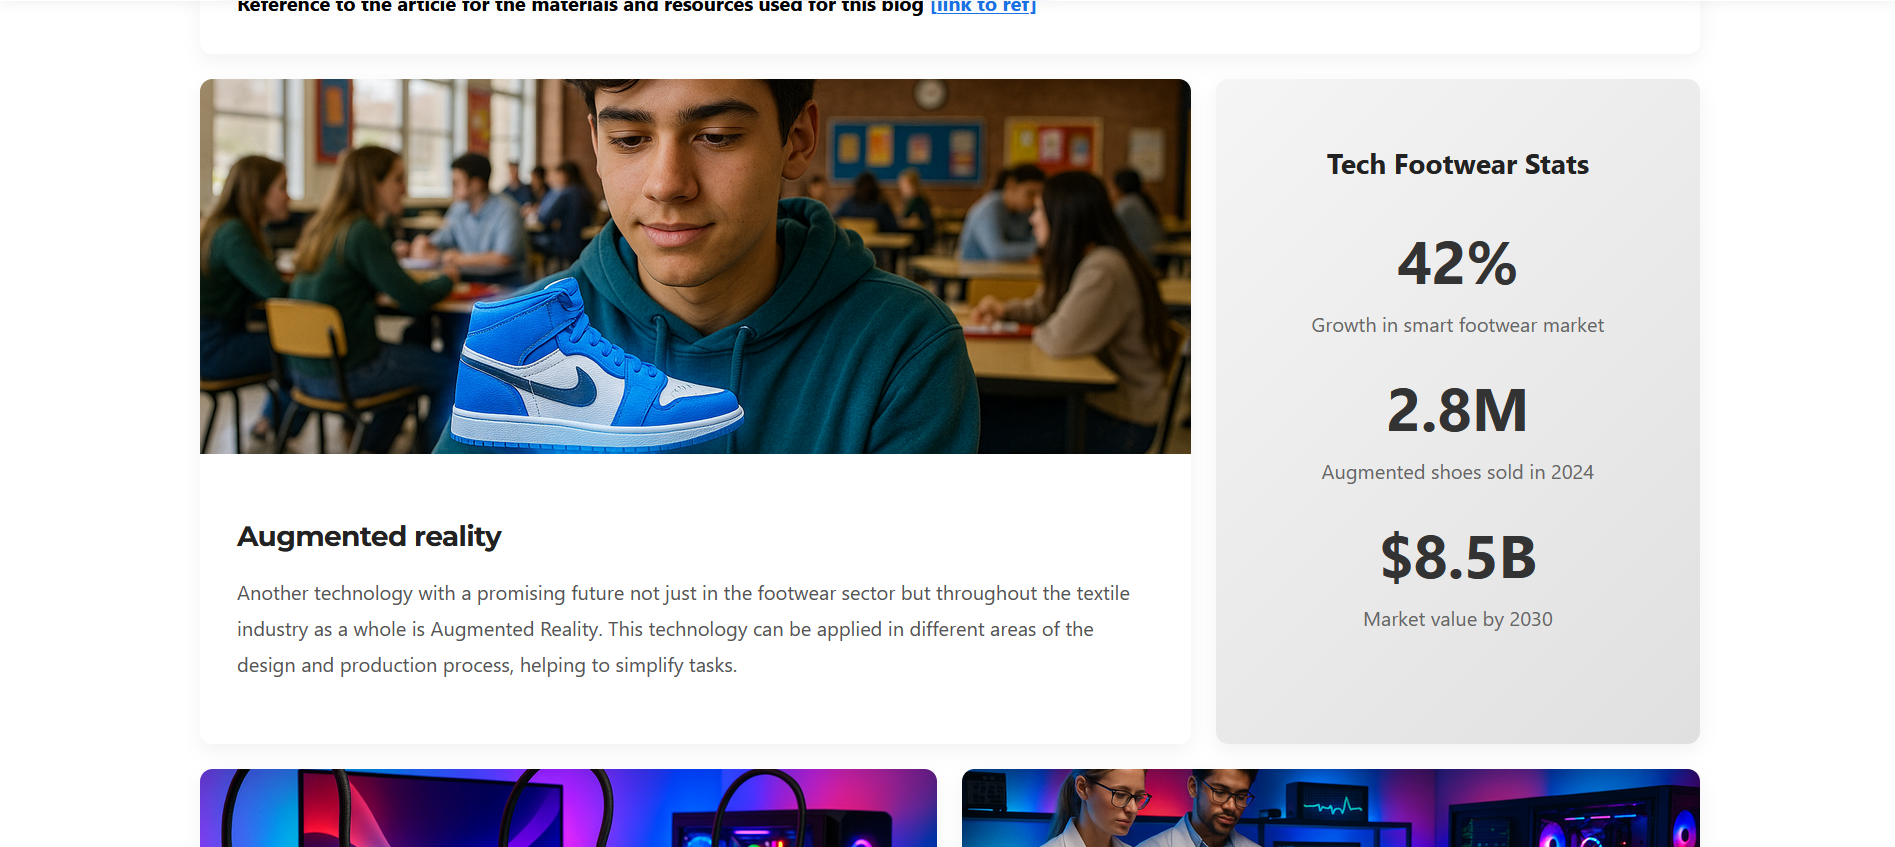 Reference to the article for the materials and resources used for this blog [link to ref]
Augmented reality
Another technology with a promising future not just in the footwear sector but throughout the textile
industry as a whole is Augmented Reality. This technology can be applied in different areas of the
design and production process, helping to simplify tasks.
Tech Footwear Stats
42%
Growth in smart footwear market
2.8M
Augmented shoes sold in 2024
$8.5B
Market value by 2030